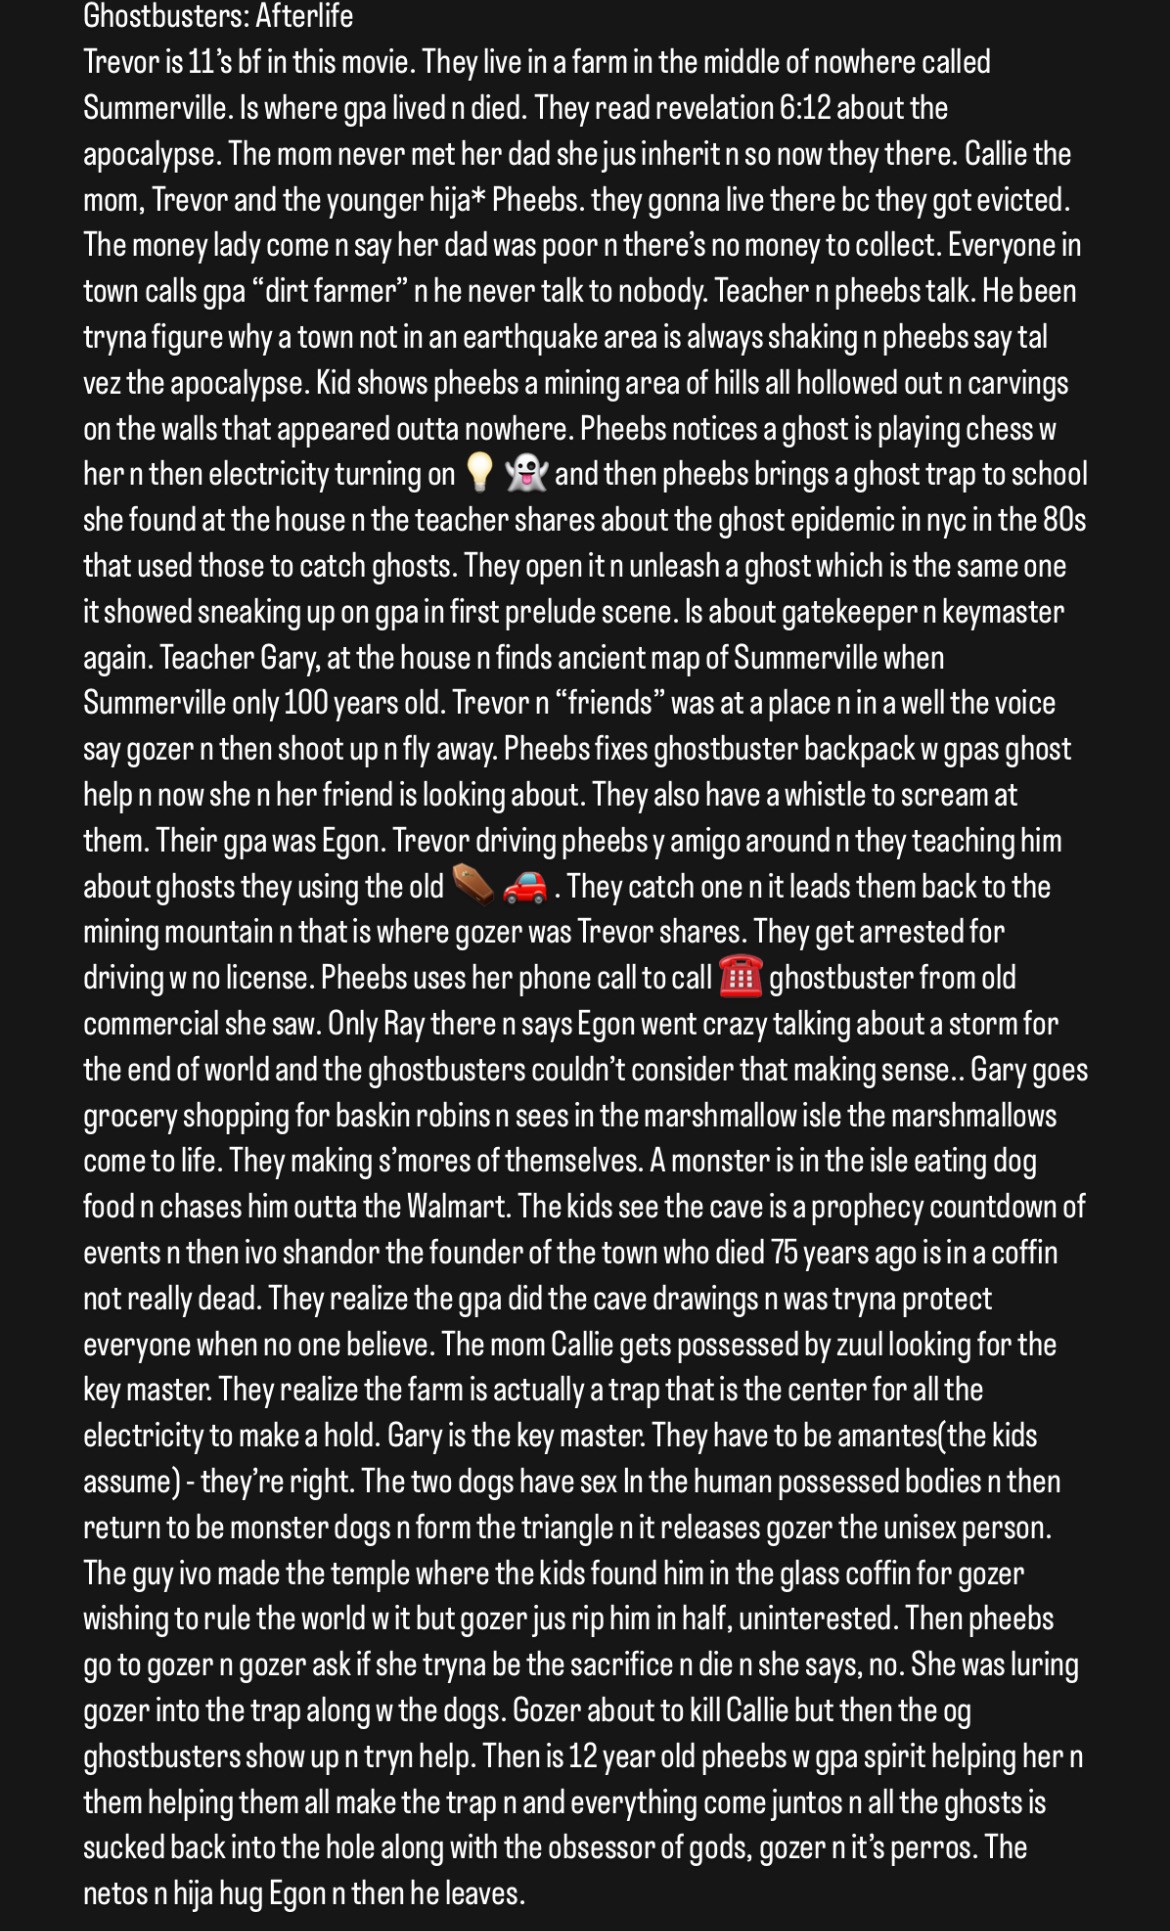 Ghostbusters: Afterlife
Trevor is 11’s bf in this movie. They live in a farm in the middle of nowhere called
Summerville. Is where gpa lived n died. They read revelation 6:12 about the
apocalypse. The mom never met her dad she jus inherit n so now they there. Callie the
mom, Trevor and the younger hija* Pheebs. they gonna live there bc they got evicted.
The money lady come n say her dad was poor n there’s no money to collect. Everyone in
town calls gpa “dirt farmer” n he never talk to nobody. Teacher n pheebs talk. He been
tryna figure why a town not in an earthquake area is always shaking n pheebs say tal
vez the apocalypse. Kid shows pheebs a mining area of hills all hollowed out n carvings
on the walls that appeared outta nowhere. Pheebs notices a ghost is playing chess w
her n then electricity turning on 💡 👻 and then pheebs brings a ghost trap to school
she found at the house n the teacher shares about the ghost epidemic in nyc in the 80s
that used those to catch ghosts. They open it n unleash a ghost which is the same one
it showed sneaking up on gpa in first prelude scene. Is about gatekeeper n keymaster
again. Teacher Gary, at the house n finds ancient map of Summerville when
Summerville only 100 years old. Trevor n “friends” was at a place n in a well the voice
say gozer n then shoot up n fly away. Pheebs fixes ghostbuster backpack w gpas ghost
help n now she n her friend is looking about. They also have a whistle to scream at
them. Their gpa was Egon. Trevor driving pheebs y amigo around n they teaching him
about ghosts they using the old ⚰️ 🚗 . They catch one n it leads them back to the
mining mountain n that is where gozer was Trevor shares. They get arrested for
driving w no license. Pheebs uses her phone call to call ☎️ ghostbuster from old
commercial she saw. Only Ray there n says Egon went crazy talking about a storm for
the end of world and the ghostbusters couldn’t consider that making sense.. Gary goes
grocery shopping for baskin robins n sees in the marshmallow isle the marshmallows
come to life. They making s’mores of themselves. A monster is in the isle eating dog
food n chases him outta the Walmart. The kids see the cave is a prophecy countdown of
events n then ivo shandor the founder of the town who died 75 years ago is in a coffin
not really dead. They realize the gpa did the cave drawings n was tryna protect
everyone when no one believe. The mom Callie gets possessed by zuul looking for the
key master. They realize the farm is actually a trap that is the center for all the
electricity to make a hold. Gary is the key master. They have to be amantes(the kids
assume) - they’re right. The two dogs have sex In the human possessed bodies n then
return to be monster dogs n form the triangle n it releases gozer the unisex person.
The guy ivo made the temple where the kids found him in the glass coffin for gozer
wishing to rule the world w it but gozer jus rip him in half, uninterested. Then pheebs
go to gozer n gozer ask if she tryna be the sacrifice n die n she says, no. She was luring
gozer into the trap along w the dogs. Gozer about to kill Callie but then the og
ghostbusters show up n tryn help. Then is 12 year old pheebs w gpa spirit helping her n
them helping them all make the trap n and everything come juntos n all the ghosts is
sucked back into the hole along with the obsessor of gods, gozer n it’s perros. The
netos n hija hug Egon n then he leaves.